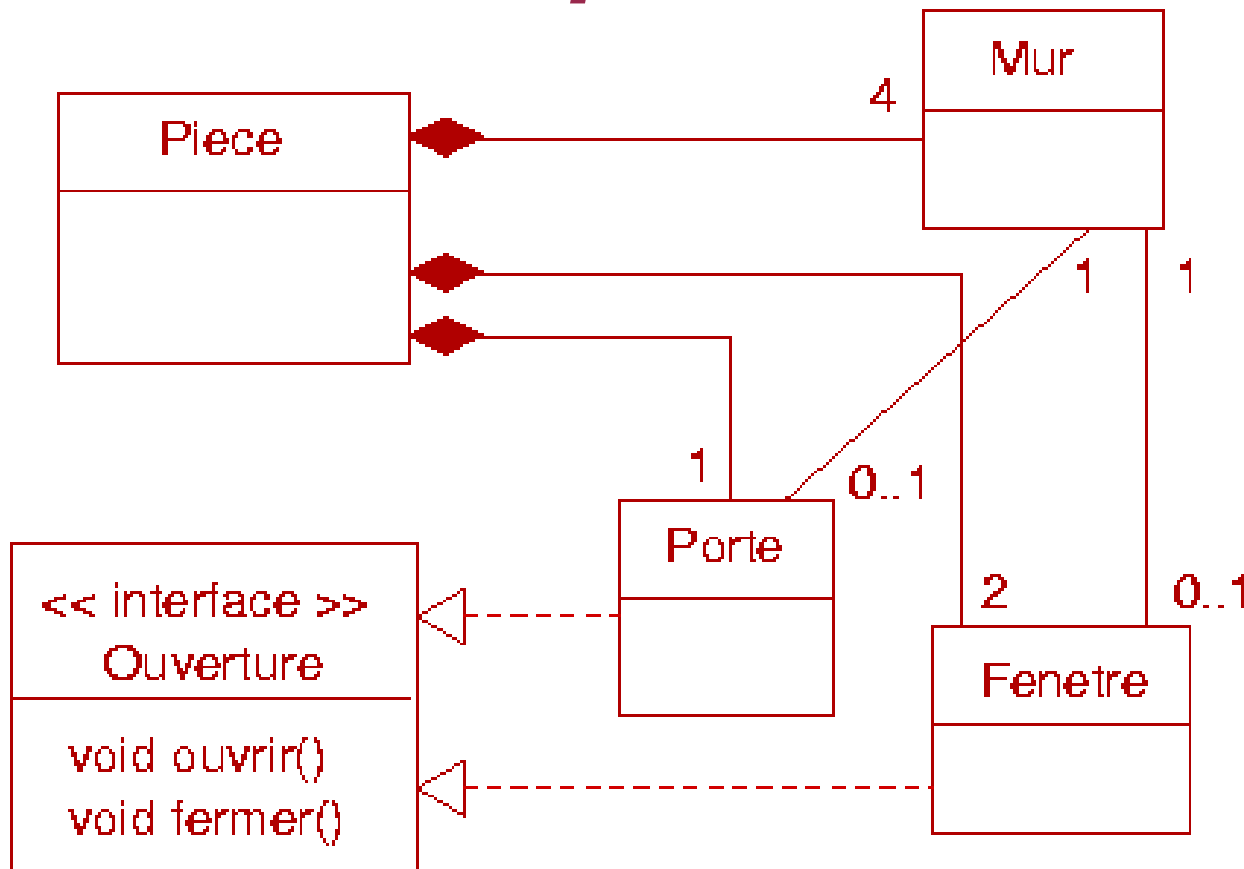 Mur
4
Piece
1
1
1
0..1
Porte
2
0..1
<< interface >>
Ouverture
Fenetre
void ouvrir()
void fermer()